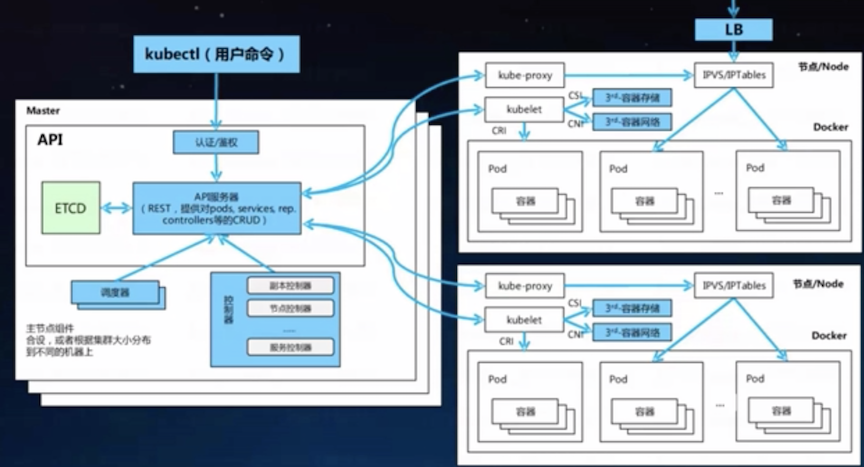 kubectl（用户命令）
LB
Master
API
认证/鉴权
ETCD
API服务器
（REST，提供对pods, services, rep.
controllers等的CRUD）
调度器
控制器
副本控制器
节点控制器
......
服务控制器
主节点组件
合设，或者根据集群大小分布
到不同的机器上
节点/Node
kube-proxy
IPVS/IPTables
kubelet
CSI
3rd-容器存储
CNI
3rd-容器网络
CRI
Docker
Pod
容器
Pod
容器
...
Pod
容器
节点/Node
kube-proxy
IPVS/IPTables
kubelet
CSI
3rd-容器存储
CNI
3rd-容器网络
CRI
Docker
Pod
容器
Pod
容器
...
Pod
容器